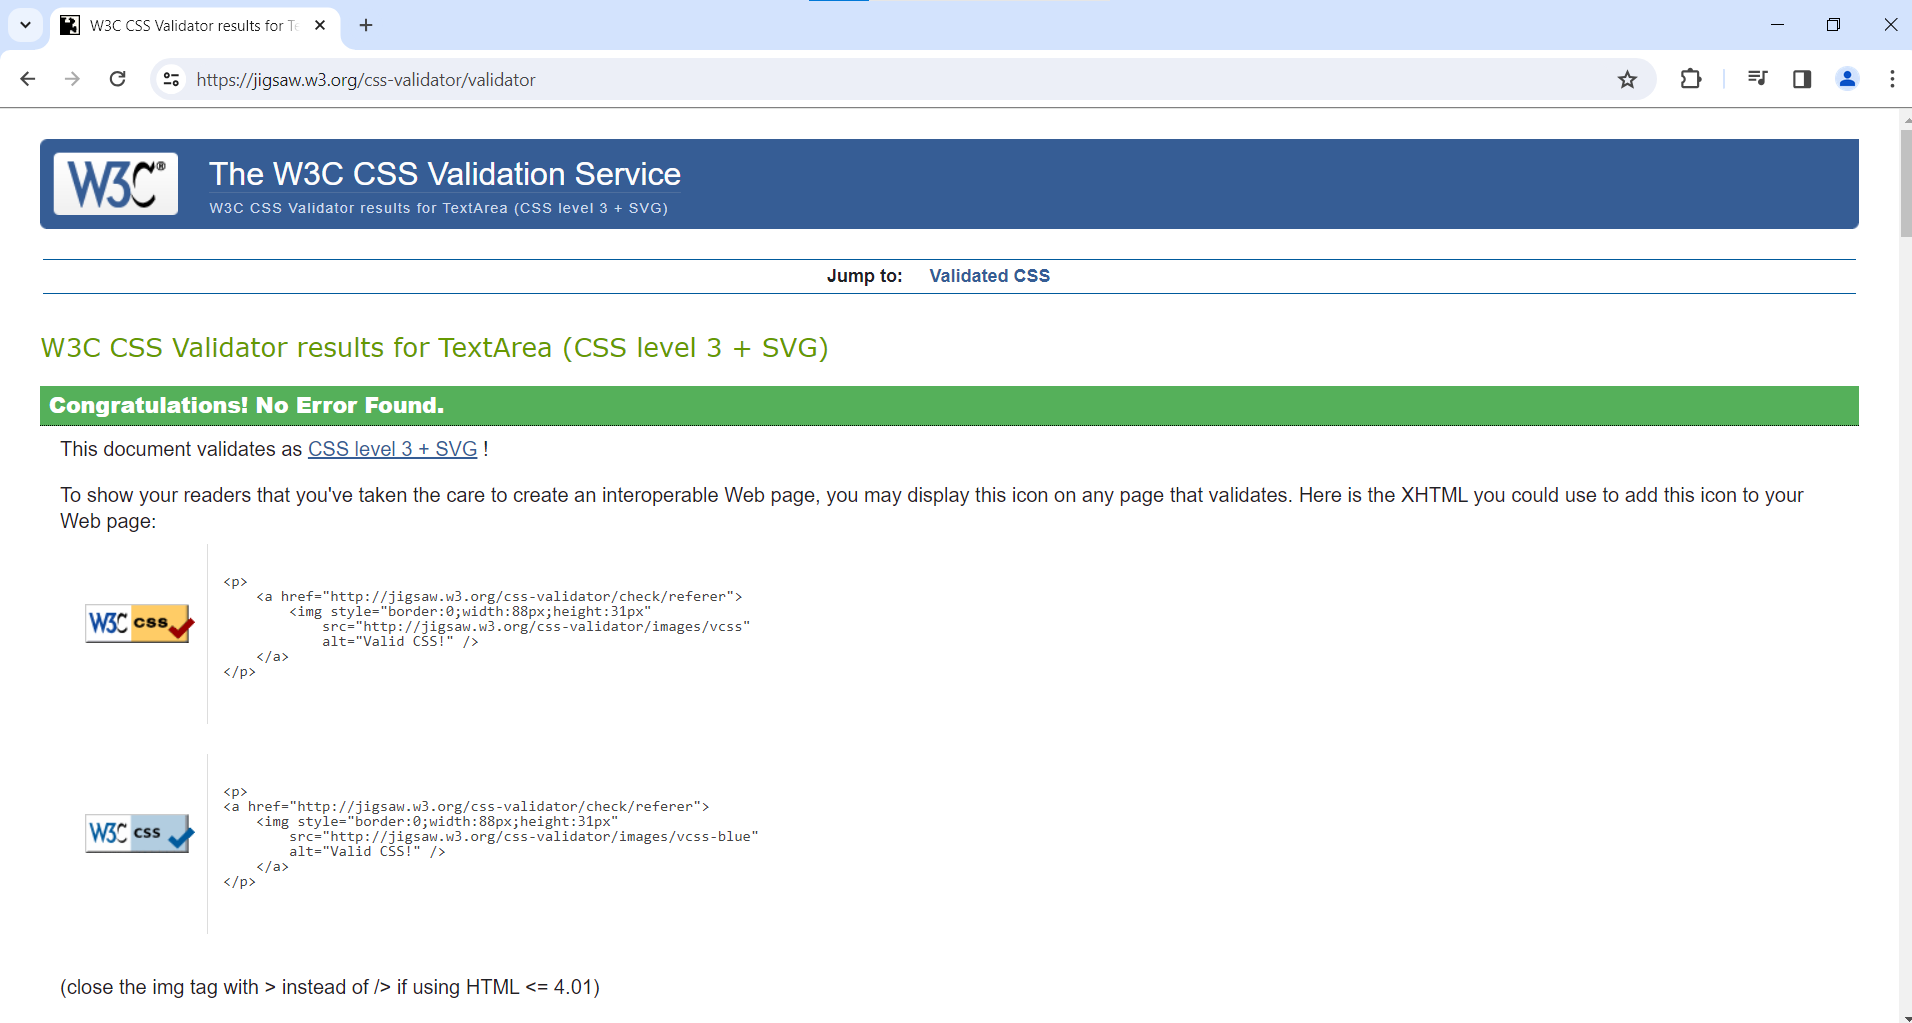 W3C CSS Validator results for Te
https://jigsaw.w3.org/css-validator/validator
W3C®
The W3C CSS Validation Service
W3C CSS Validator results for TextArea (CSS level 3 + SVG)
Jump to: Validated CSS
W3C CSS Validator results for TextArea (CSS level 3 + SVG)
Congratulations! No Error Found.
This document validates as CSS level 3 + SVG !
To show your readers that you've taken the care to create an interoperable Web page, you may display this icon on any page that validates. Here is the XHTML you could use to add this icon to your
Web page:
W3C css
<p>
    <a href="http://jigsaw.w3.org/css-validator/check/referer">
        <img style="border:0;width:88px;height:31px"
            src="http://jigsaw.w3.org/css-validator/images/vcss"
            alt="Valid CSS!" />
    </a>
</p>
W3C css
<p>
<a href="http://jigsaw.w3.org/css-validator/check/referer">
    <img style="border:0;width:88px;height:31px"
        src="http://jigsaw.w3.org/css-validator/images/vcss-blue"
        alt="Valid CSS!" />
    </a>
</p>
(close the img tag with > instead of /> if using HTML <= 4.01)